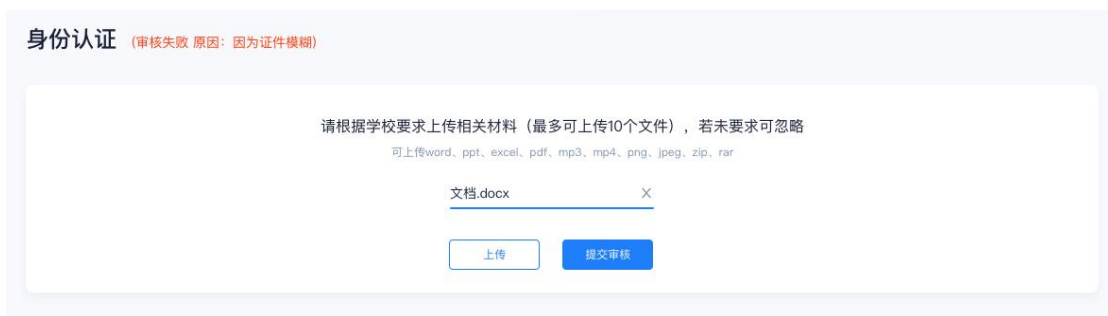 身份认证 (审核失败 原因：因为证件模糊)
请根据学校要求上传相关材料（最多可上传10个文件），若未要求可忽略
可上传word、ppt、excel、pdf、mp3、mp4、png、jpeg、zip、rar
文档.docx X
上传 提交审核